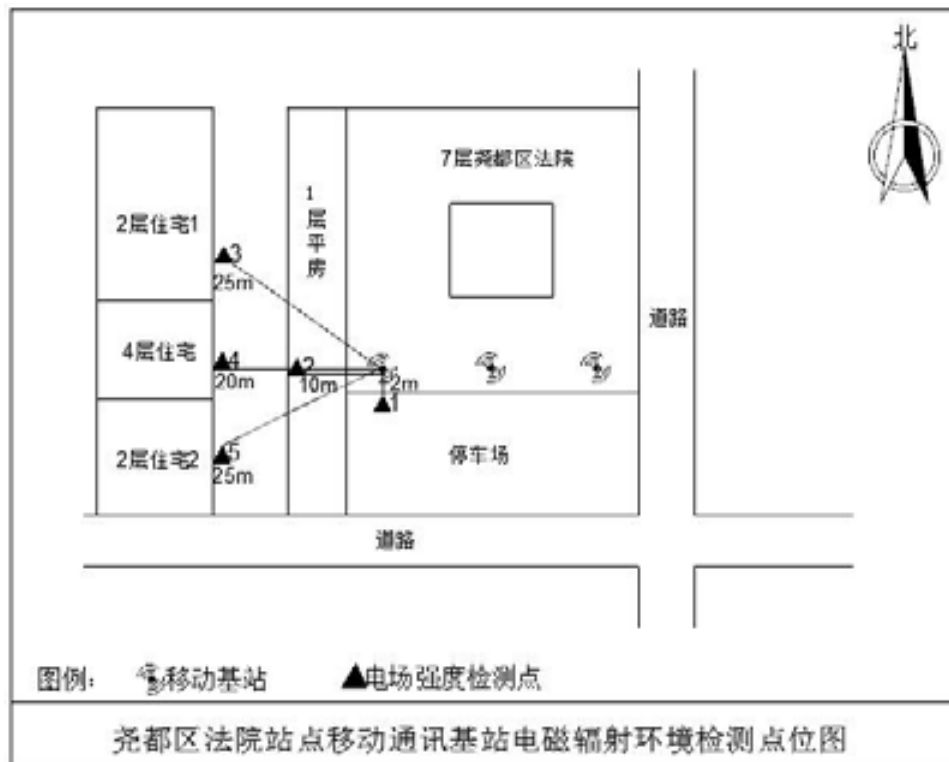 北
7层尧都区法院
1层平房
2层住宅1
3
25m
道路
4层住宅
4
20m
2
10m
2m
1
2层住宅2
5
25m
停车场
道路
图例： 移动基站 电场强度检测点
尧都区法院站点移动通讯基站电磁辐射环境检测点位图